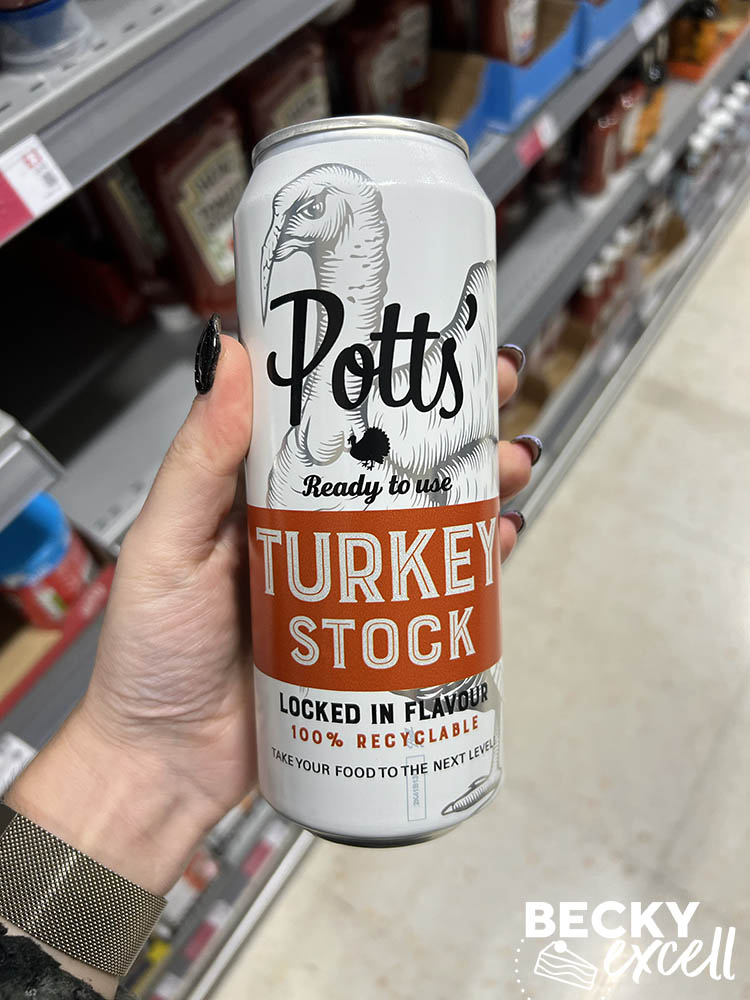 Potts'
Ready to use
TURKEY
STOCK
LOCKED IN FLAVOUR
100% RECYCLABLE
TAKE YOUR FOOD TO THE NEXT LEVEL
HEINZ
BECKY
excell